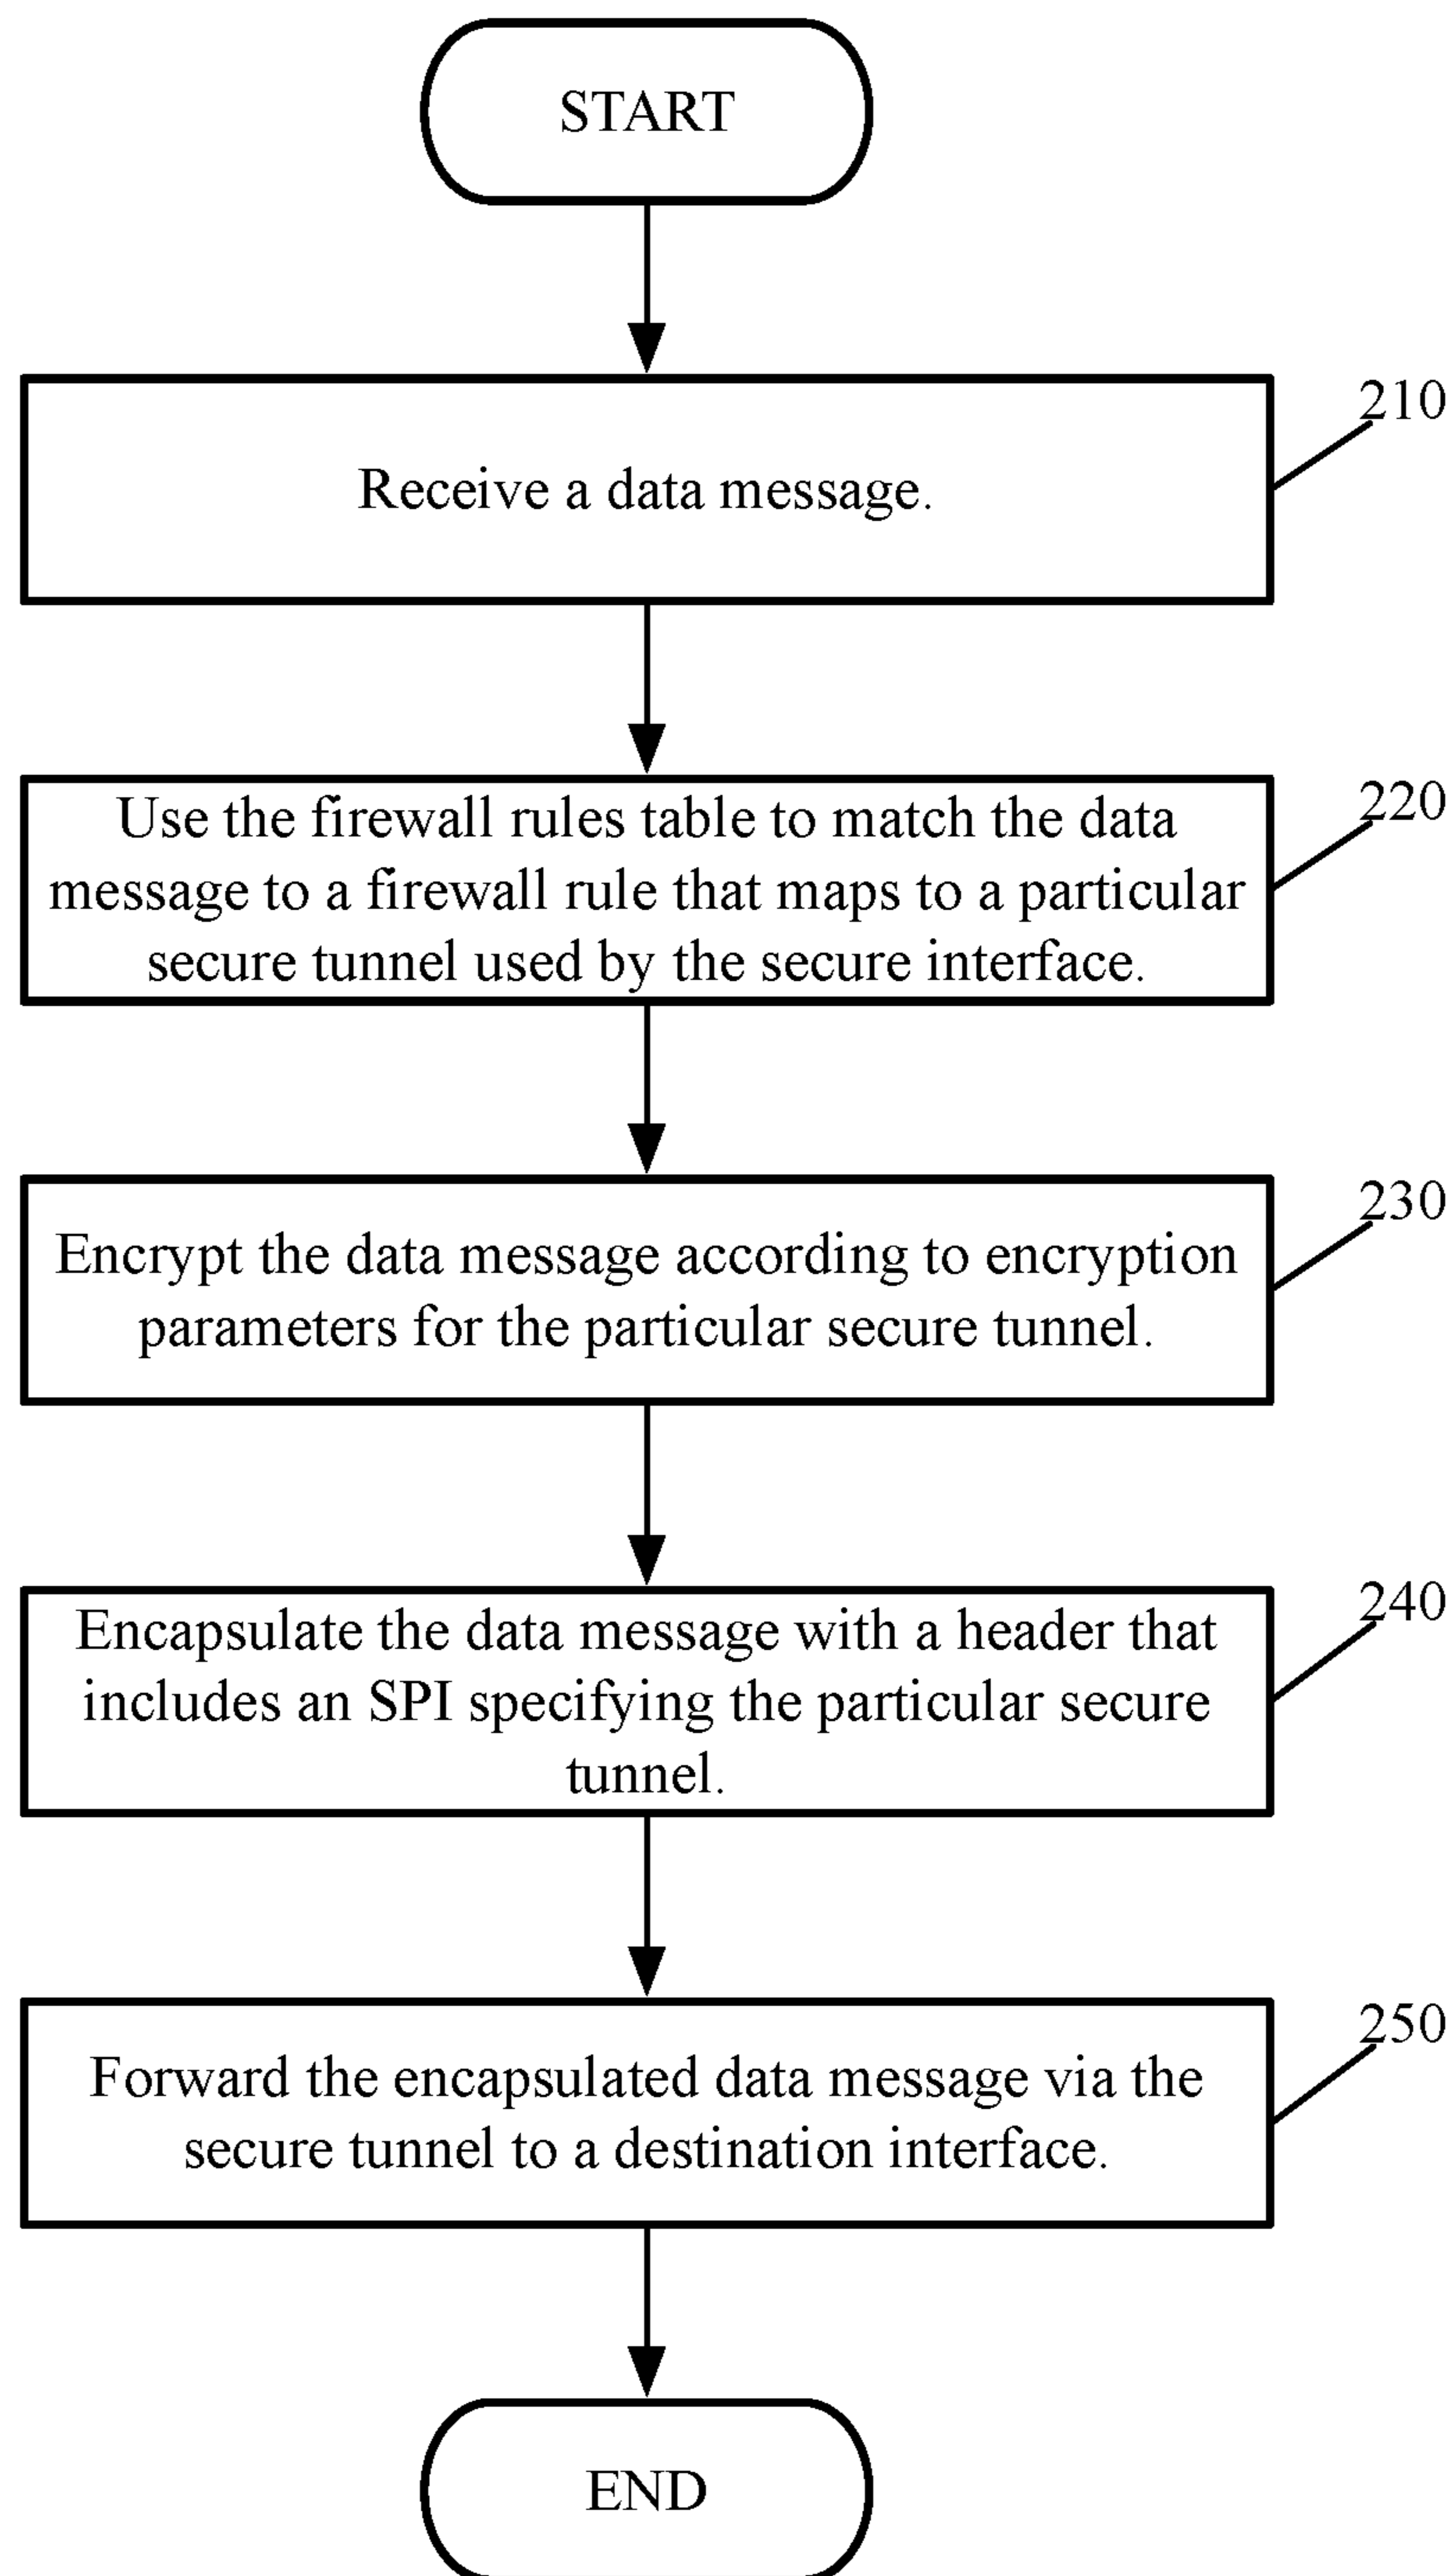 START
210
Receive a data message.
220
Use the firewall rules table to match the data
message to a firewall rule that maps to a particular
secure tunnel used by the secure interface.
230
Encrypt the data message according to encryption
parameters for the particular secure tunnel.
240
Encapsulate the data message with a header that
includes an SPI specifying the particular secure
tunnel.
250
Forward the encapsulated data message via the
secure tunnel to a destination interface.
END